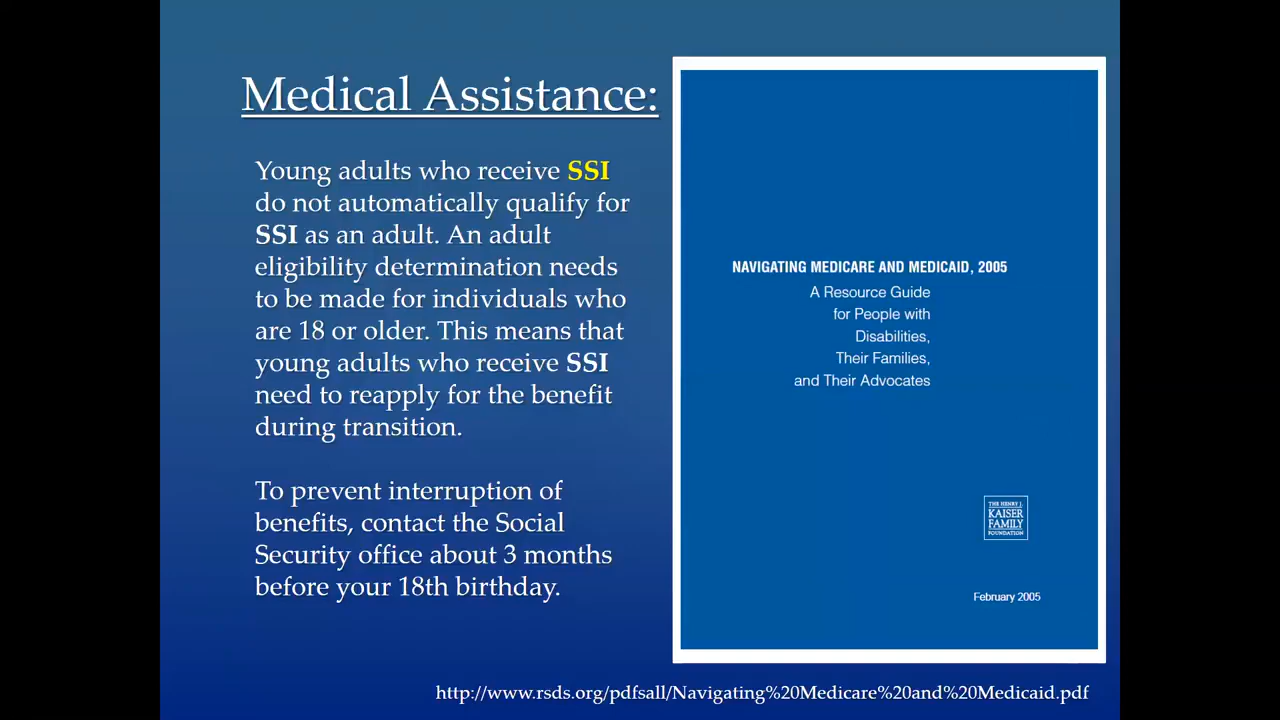 Medical Assistance:
Young adults who receive SSI
do not automatically qualify for
SSI as an adult. An adult
eligibility determination needs
to be made for individuals who
are 18 or older. This means that
young adults who receive SSI
need to reapply for the benefit
during transition.
To prevent interruption of
benefits, contact the Social
Security office about 3 months
before your 18th birthday.
NAVIGATING MEDICARE AND MEDICAID, 2005
A Resource Guide
for People with
Disabilities,
Their Families,
and Their Advocates
THE HENRY J.
KAISER
FAMILY
FOUNDATION
February 2005
http://www.rsds.org/pdfsall/Navigating%20Medicare%20and%20Medicaid.pdf